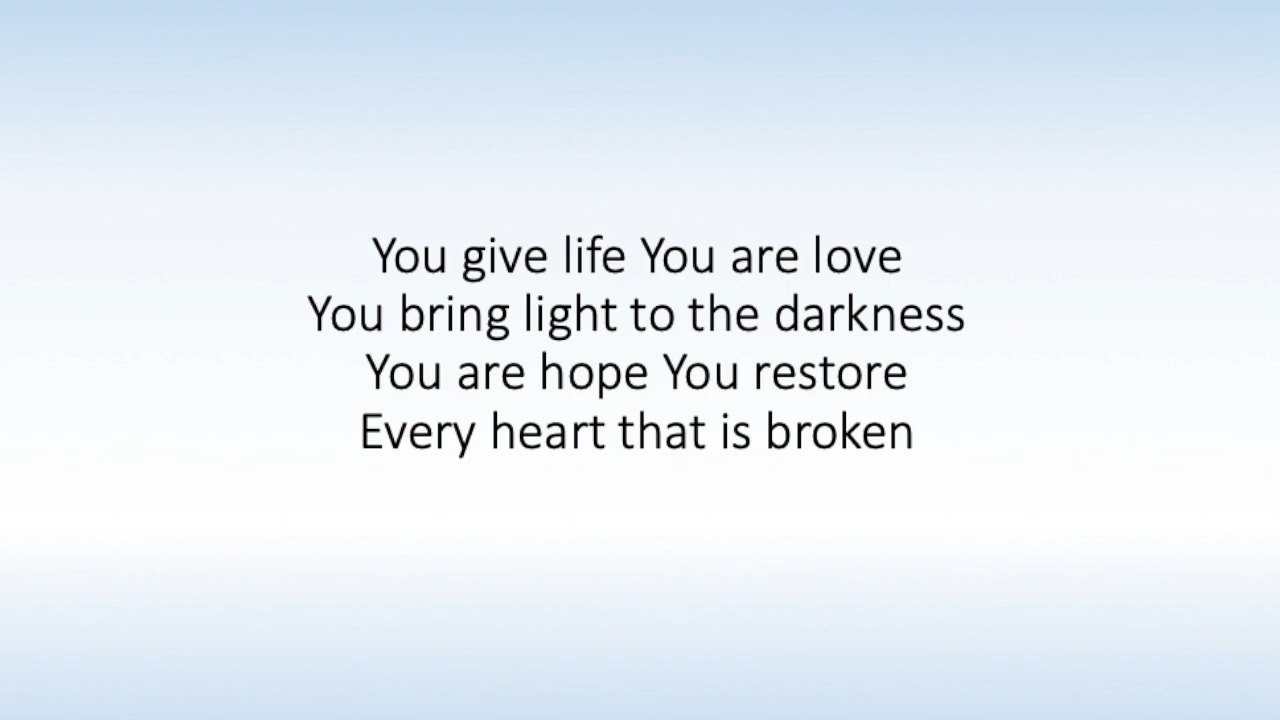 You give life You are love
You bring light to the darkness
You are hope You restore
Every heart that is broken